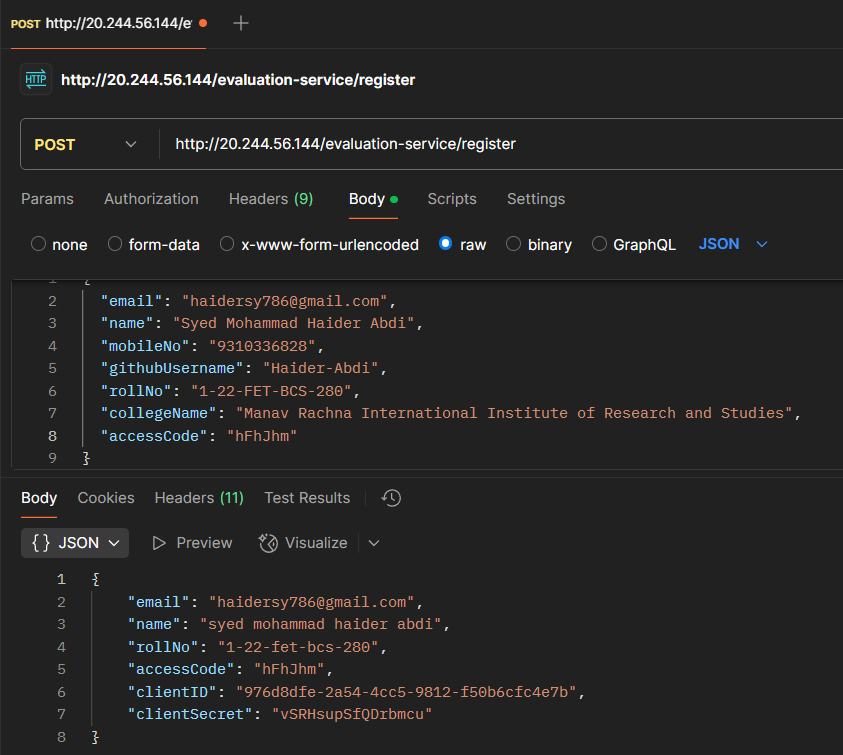 POST http://20.244.56.144/e
http://20.244.56.144/evaluation-service/register
POST http://20.244.56.144/evaluation-service/register
Params Authorization Headers (9) Body Scripts Settings
none form-data x-www-form-urlencoded raw binary GraphQL JSON
1 {
2 "email": "haidersy786@gmail.com",
3 "name": "Syed Mohammad Haider Abdi",
4 "mobileNo": "9310336828",
5 "githubUsername": "Haider-Abdi",
6 "rollNo": "1-22-FET-BCS-280",
7 "collegeName": "Manav Rachna International Institute of Research and Studies",
8 "accessCode": "hFhJhm"
9 }
Body Cookies Headers (11) Test Results
{} JSON Preview Visualize
1 {
2 "email": "haidersy786@gmail.com",
3 "name": "syed mohammad haider abdi",
4 "rollNo": "1-22-fet-bcs-280",
5 "accessCode": "hFhJhm",
6 "clientID": "976d8dfe-2a54-4cc5-9812-f50b6cfc4e7b",
7 "clientSecret": "vSRHsupSfQDrbmcu"
8 }